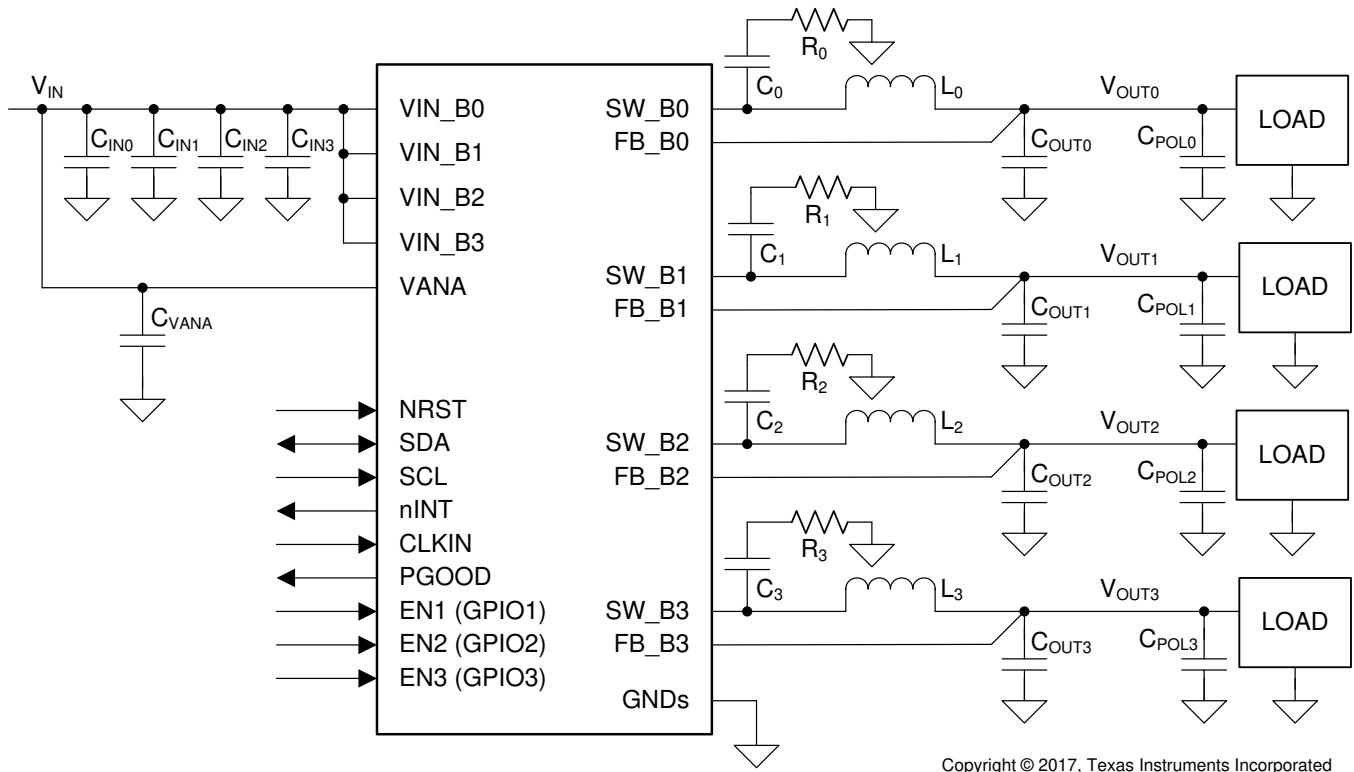 V_IN
C_IN0
C_IN1
C_IN2
C_IN3
C_VANA
VIN_B0
VIN_B1
VIN_B2
VIN_B3
VANA
NRST
SDA
SCL
nINT
CLKIN
PGOOD
EN1 (GPIO1)
EN2 (GPIO2)
EN3 (GPIO3)
SW_B0
FB_B0
SW_B1
FB_B1
SW_B2
FB_B2
SW_B3
FB_B3
GNDs
R_0
C_0
L_0
V_OUT0
C_OUT0
C_POL0
LOAD
R_1
C_1
L_1
V_OUT1
C_OUT1
C_POL1
LOAD
R_2
C_2
L_2
V_OUT2
C_OUT2
C_POL2
LOAD
R_3
C_3
L_3
V_OUT3
C_OUT3
C_POL3
LOAD
Copyright © 2017, Texas Instruments Incorporated